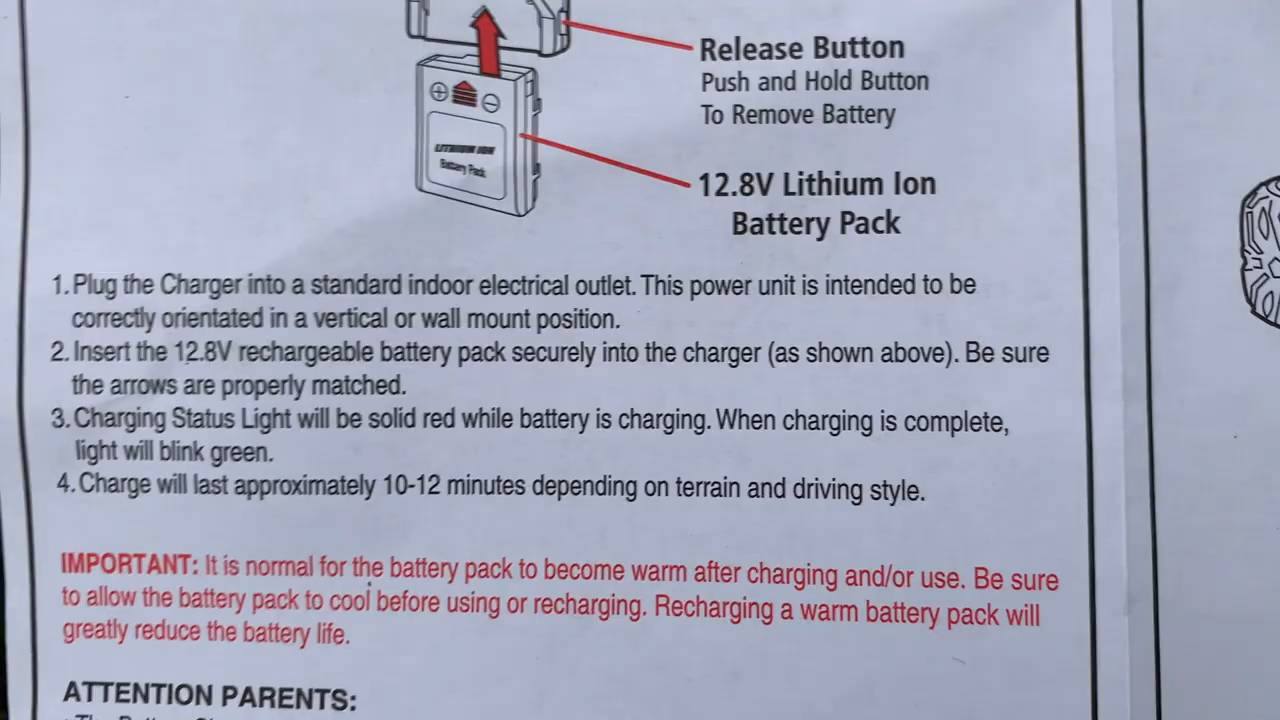 Release Button
Push and Hold Button
To Remove Battery
LITHIUM ION
Battery Pack
12.8V Lithium Ion
Battery Pack
1. Plug the Charger into a standard indoor electrical outlet. This power unit is intended to be
correctly orientated in a vertical or wall mount position.
2. Insert the 12.8V rechargeable battery pack securely into the charger (as shown above). Be sure
the arrows are properly matched.
3. Charging Status Light will be solid red while battery is charging. When charging is complete,
light will blink green.
4. Charge will last approximately 10-12 minutes depending on terrain and driving style.
IMPORTANT: It is normal for the battery pack to become warm after charging and/or use. Be sure
to allow the battery pack to cool before using or recharging. Recharging a warm battery pack will
greatly reduce the battery life.
ATTENTION PARENTS: